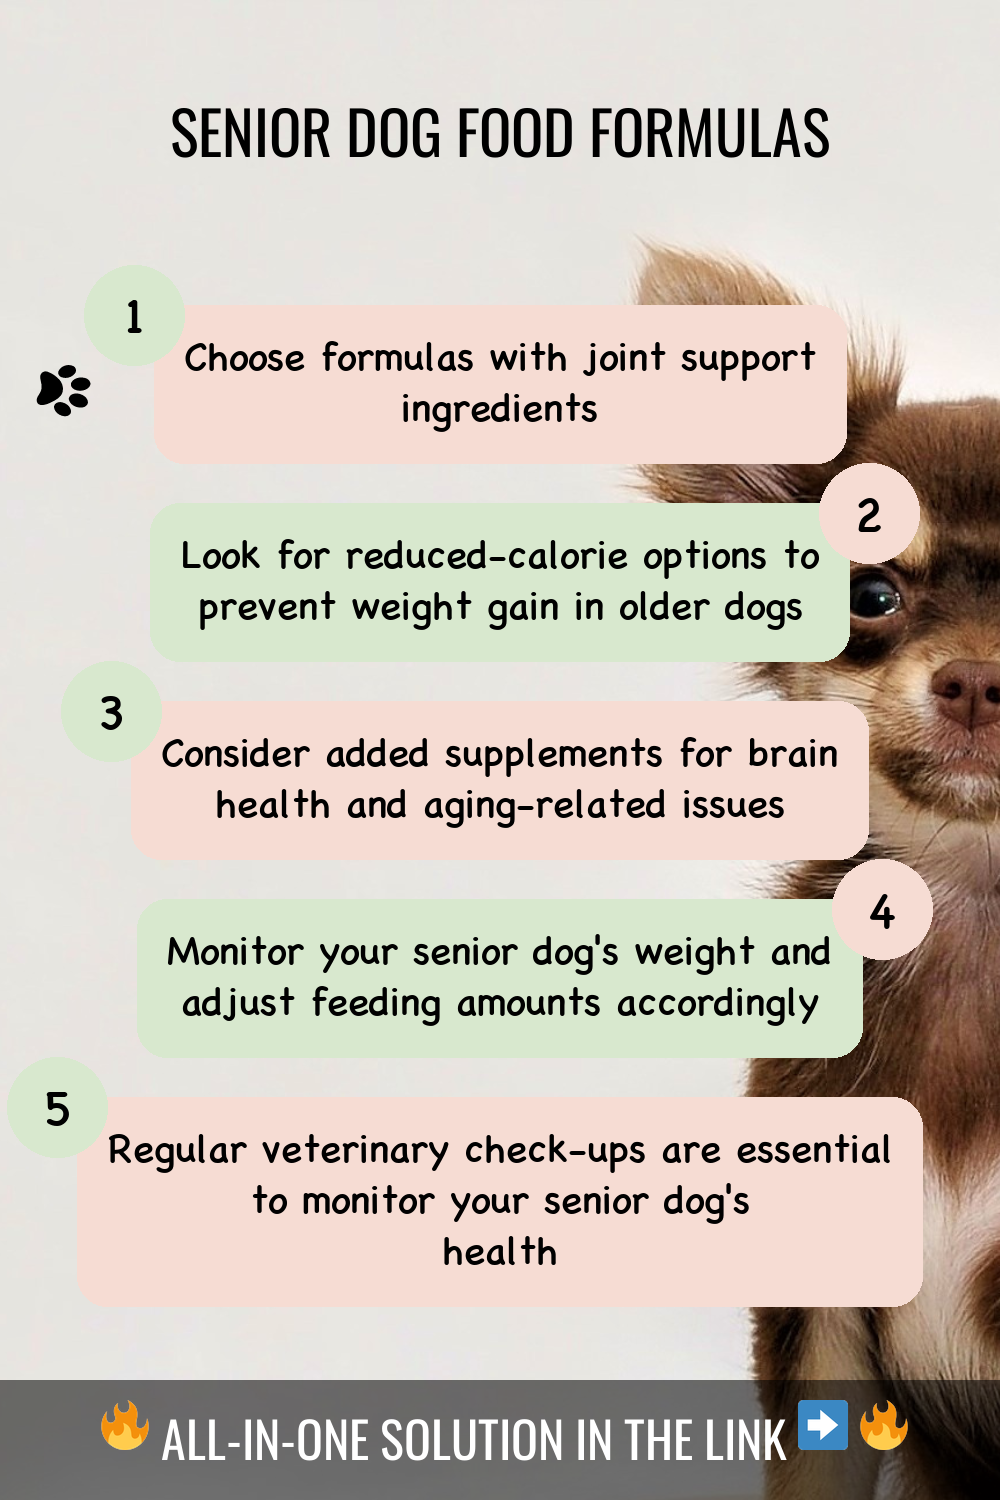 SENIOR DOG FOOD FORMULAS
1
Choose formulas with joint support
ingredients
2
Look for reduced-calorie options to
prevent weight gain in older dogs
3
Consider added supplements for brain
health and aging-related issues
4
Monitor your senior dog's weight and
adjust feeding amounts accordingly
5
Regular veterinary check-ups are essential
to monitor your senior dog's
health
🔥 ALL-IN-ONE SOLUTION IN THE LINK ➡️ 🔥